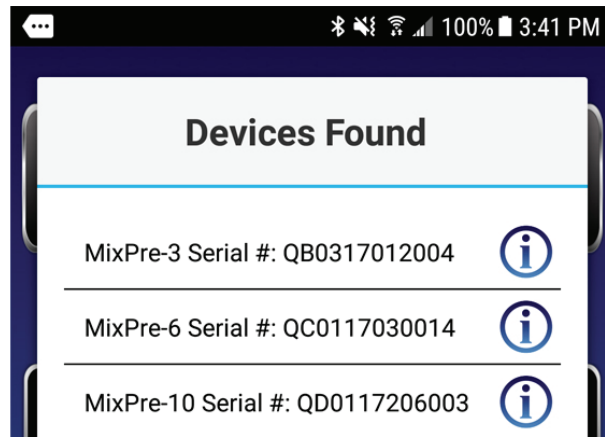 100% 3:41 PM
Devices Found
MixPre-3 Serial #: QB0317012004
MixPre-6 Serial #: QC0117030014
MixPre-10 Serial #: QD0117206003